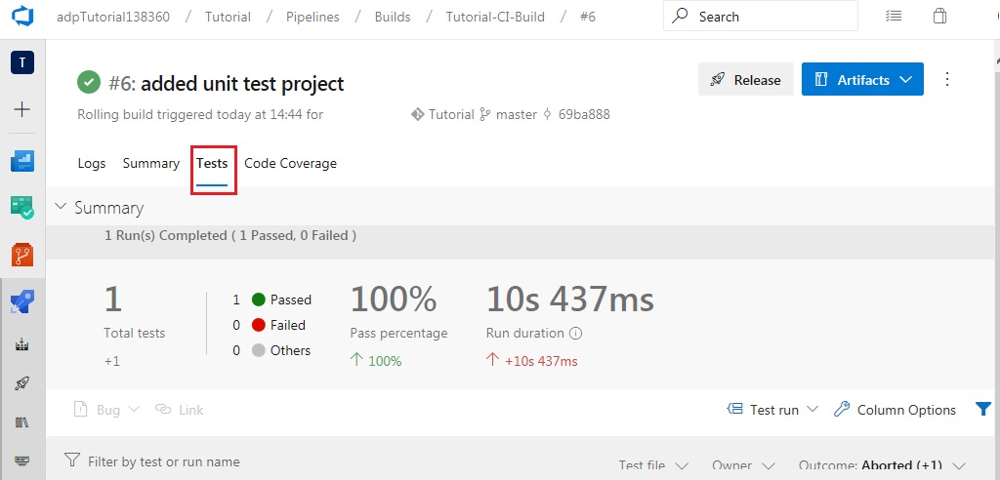 adpTutorial138360 / Tutorial / Pipelines / Builds / Tutorial-CI-Build / #6 Search
T
#6: added unit test project
Release
Artifacts
Rolling build triggered today at 14:44 for Tutorial master 69ba888
Logs Summary Tests Code Coverage
Summary
1 Run(s) Completed ( 1 Passed, 0 Failed )
1
Total tests
+1
1 Passed
0 Failed
0 Others
100%
Pass percentage
100%
10s 437ms
Run duration
+10s 437ms
Bug Link Test run Column Options
Filter by test or run name Test file Owner Outcome: Aborted (+1)